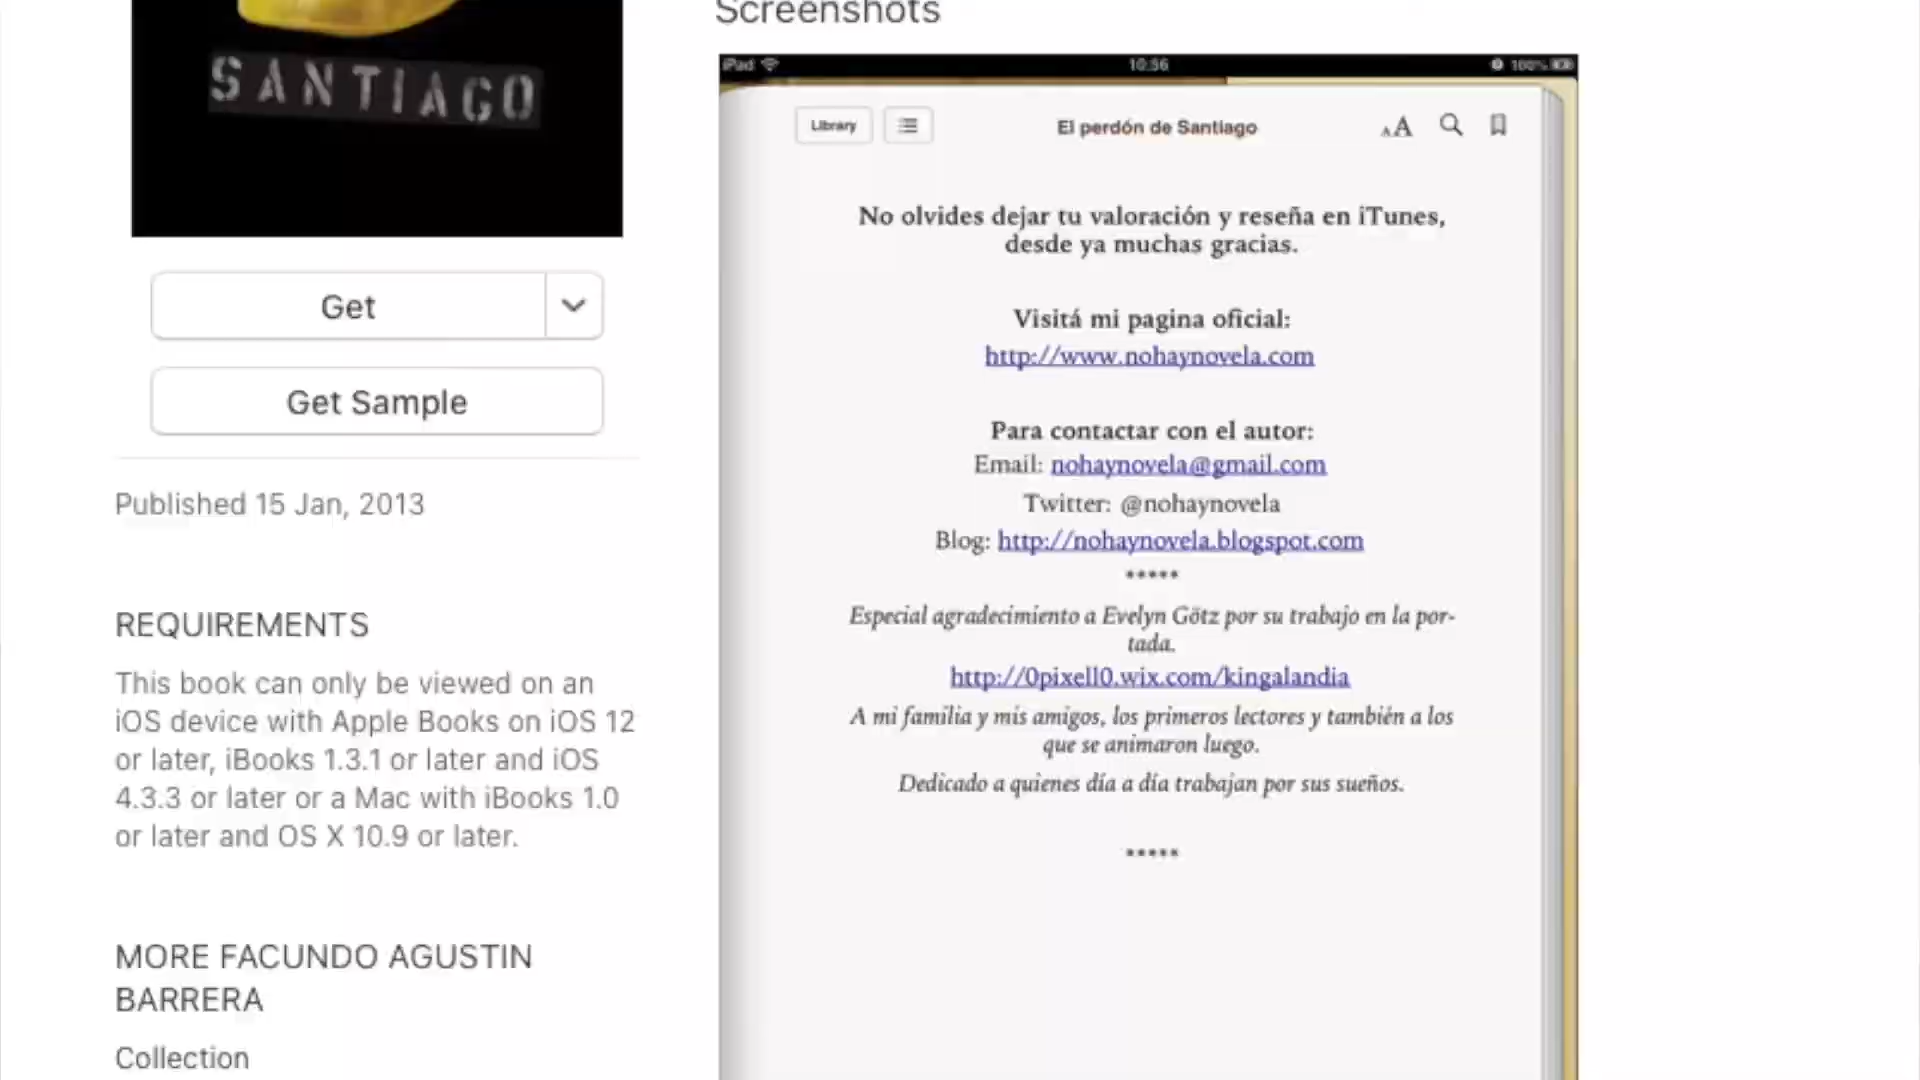 SANTIAGO
Get
Get Sample
Published 15 Jan, 2013
REQUIREMENTS
This book can only be viewed on an
iOS device with Apple Books on iOS 12
or later, iBooks 1.3.1 or later and iOS
4.3.3 or later or a Mac with iBooks 1.0
or later and OS X 10.9 or later.
MORE FACUNDO AGUSTIN
BARRERA
Collection
Screenshots
iPad 10:56 100%
Library El perdón de Santiago AA
No olvides dejar tu valoración y reseña en iTunes,
desde ya muchas gracias.
Visitá mi pagina oficial:
http://www.nohaynovela.com
Para contactar con el autor:
Email: nohaynovela@gmail.com
Twitter: @nohaynovela
Blog: http://nohaynovela.blogspot.com
*****
Especial agradecimiento a Evelyn Götz por su trabajo en la por-
tada.
http://0pixell0.wix.com/kingalandia
A mi familia y mis amigos, los primeros lectores y también a los
que se animaron luego.
Dedicado a quienes día a día trabajan por sus sueños.
*****